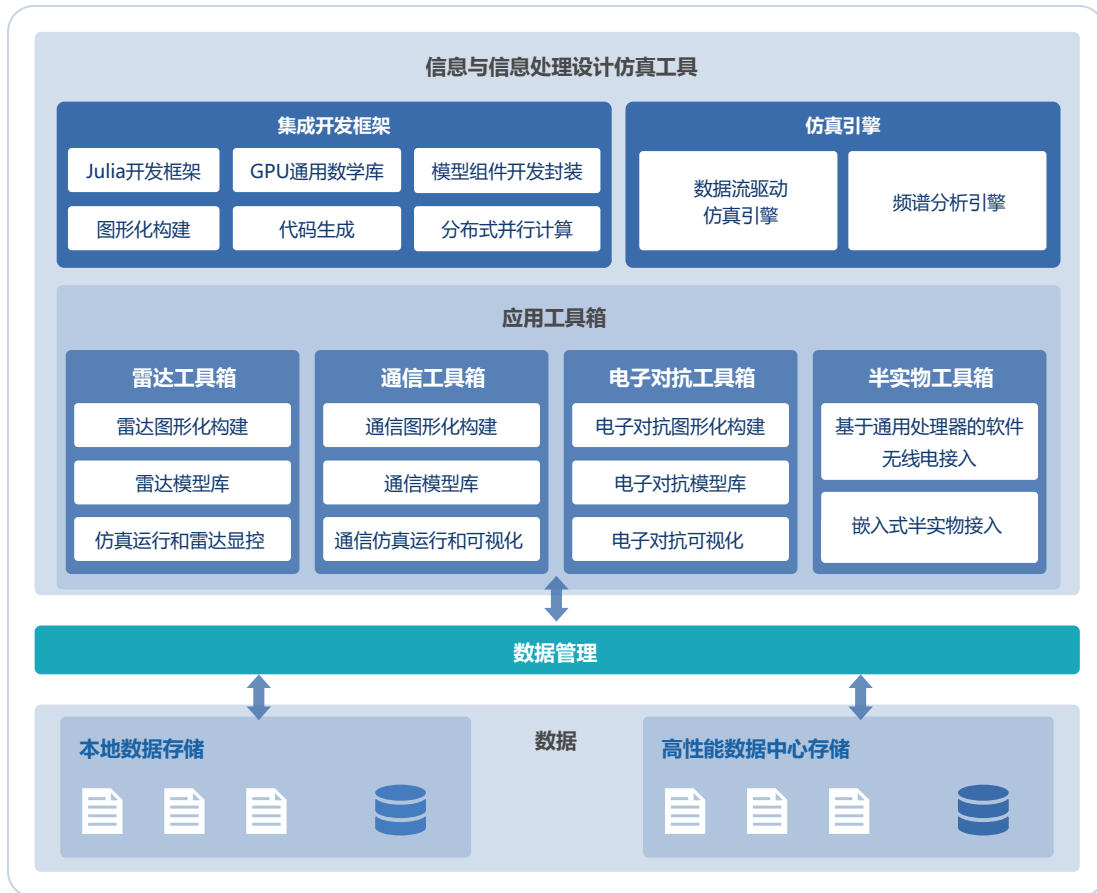 信息与信息处理设计仿真工具
集成开发框架
Julia开发框架
GPU通用数学库
模型组件开发封装
图形化构建
代码生成
分布式并行计算
仿真引擎
数据流驱动
仿真引擎
频谱分析引擎
应用工具箱
雷达工具箱
雷达图形化构建
雷达模型库
仿真运行和雷达显控
通信工具箱
通信图形化构建
通信模型库
通信仿真运行和可视化
电子对抗工具箱
电子对抗图形化构建
电子对抗模型库
电子对抗可视化
半实物工具箱
基于通用处理器的软件
无线电接入
嵌入式半实物接入
数据管理
数据
本地数据存储
高性能数据中心存储